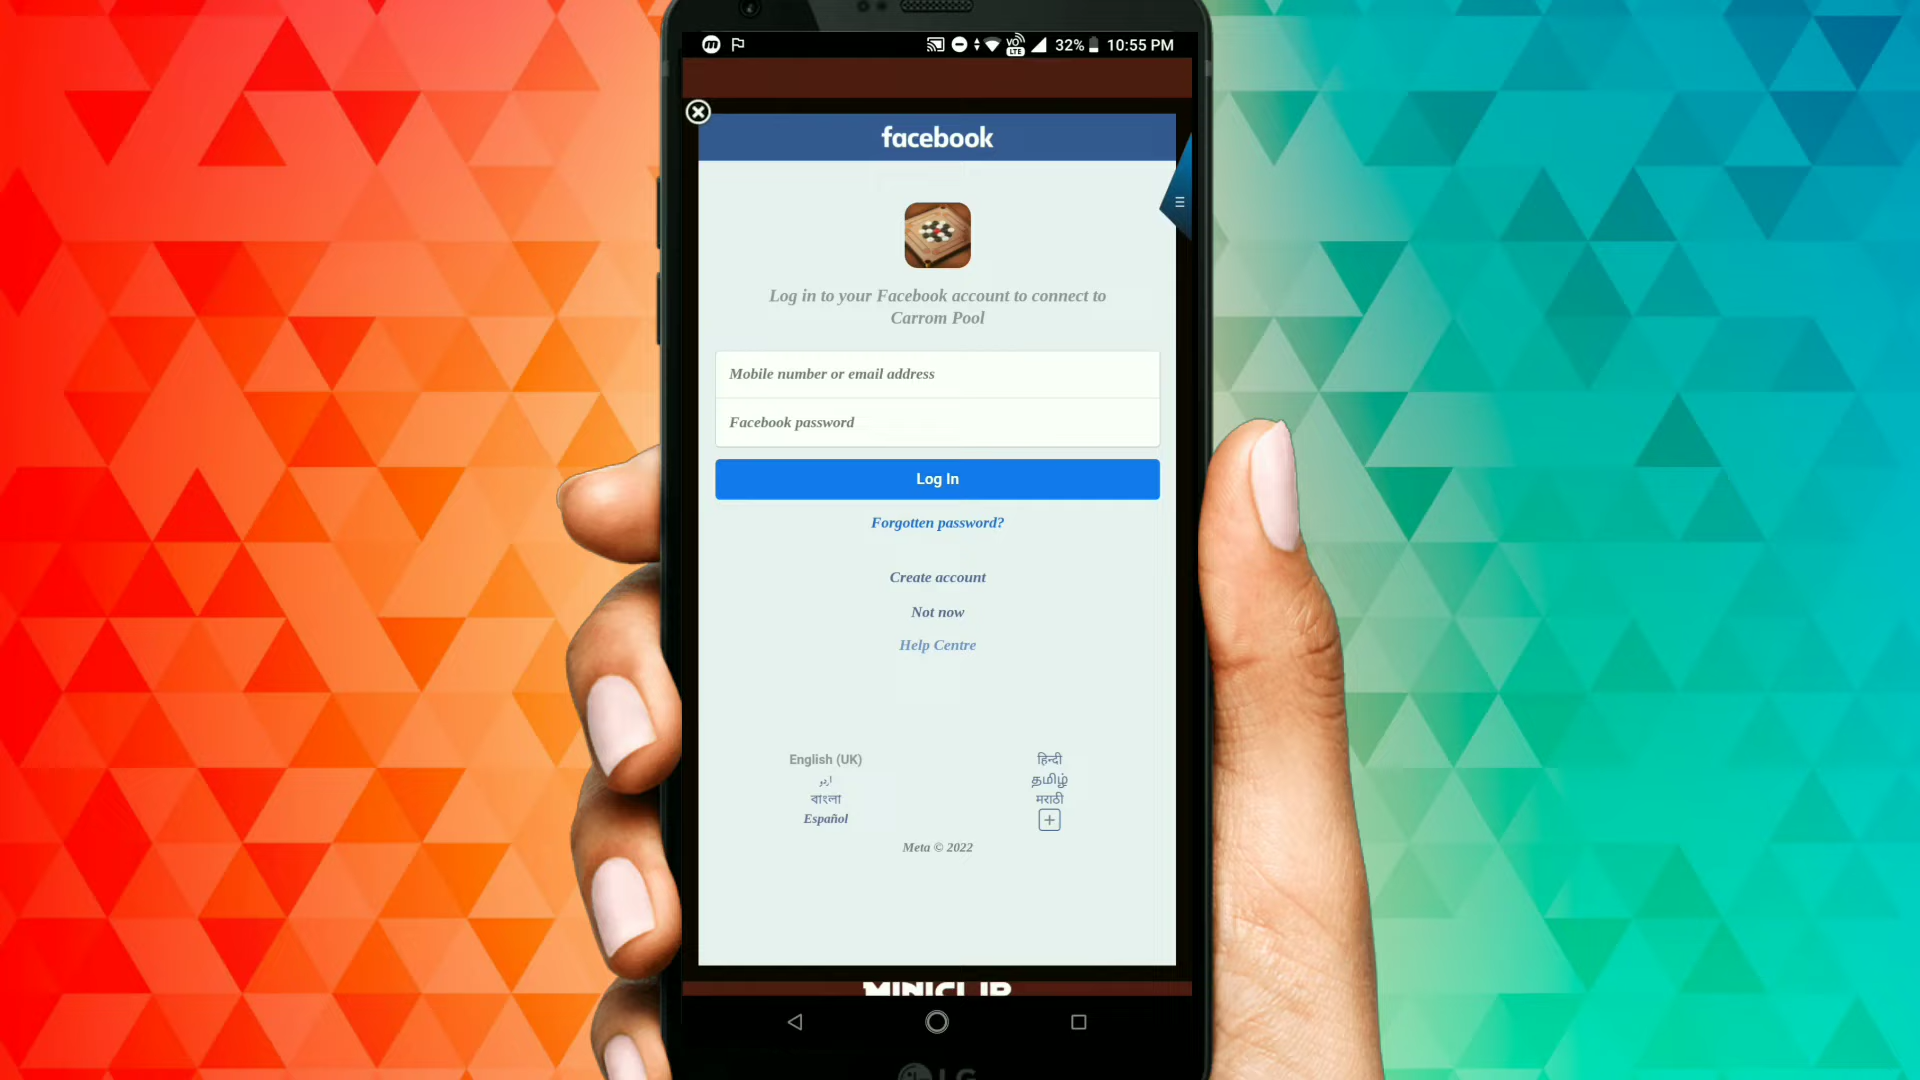 32% 10:55 PM
facebook
Log in to your Facebook account to connect to
Carrom Pool
Mobile number or email address
Facebook password
Log In
Forgotten password?
Create account
Not now
Help Centre
English (UK)
हिन्दी
اردو
தமிழ்
বাংলা
मराठी
Español
Meta © 2022
MINICLIP
LG